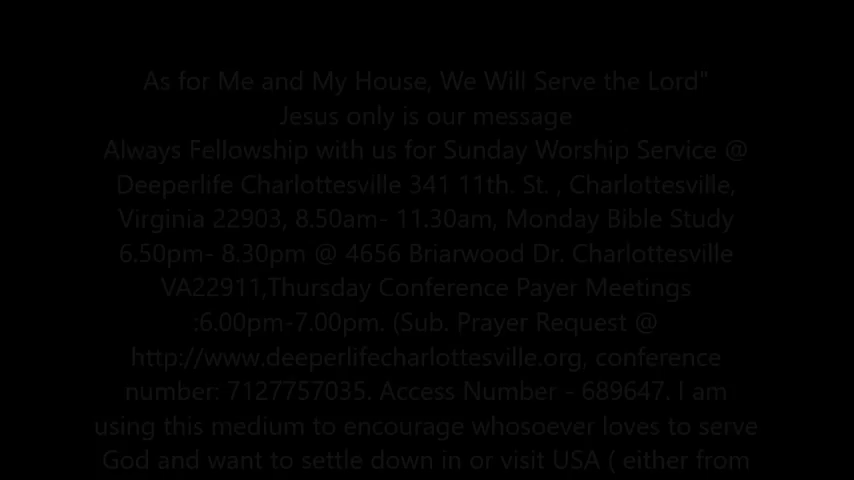 As for Me and My House, We Will Serve the Lord"
Jesus only is our message
Always Fellowship with us for Sunday Worship Service @
Deeperlife Charlottesville 341 11th. St. , Charlottesville,
Virginia 22903, 8.50am- 11.30am, Monday Bible Study
6.50pm- 8.30pm @ 4656 Briarwood Dr. Charlottesville
VA22911,Thursday Conference Payer Meetings
:6.00pm-7.00pm. (Sub. Prayer Request @
http://www.deeperlifecharlottesville.org, conference
number: 7127757035. Access Number - 689647. I am
using this medium to encourage whosoever loves to serve
God and want to settle down in or visit USA ( either from